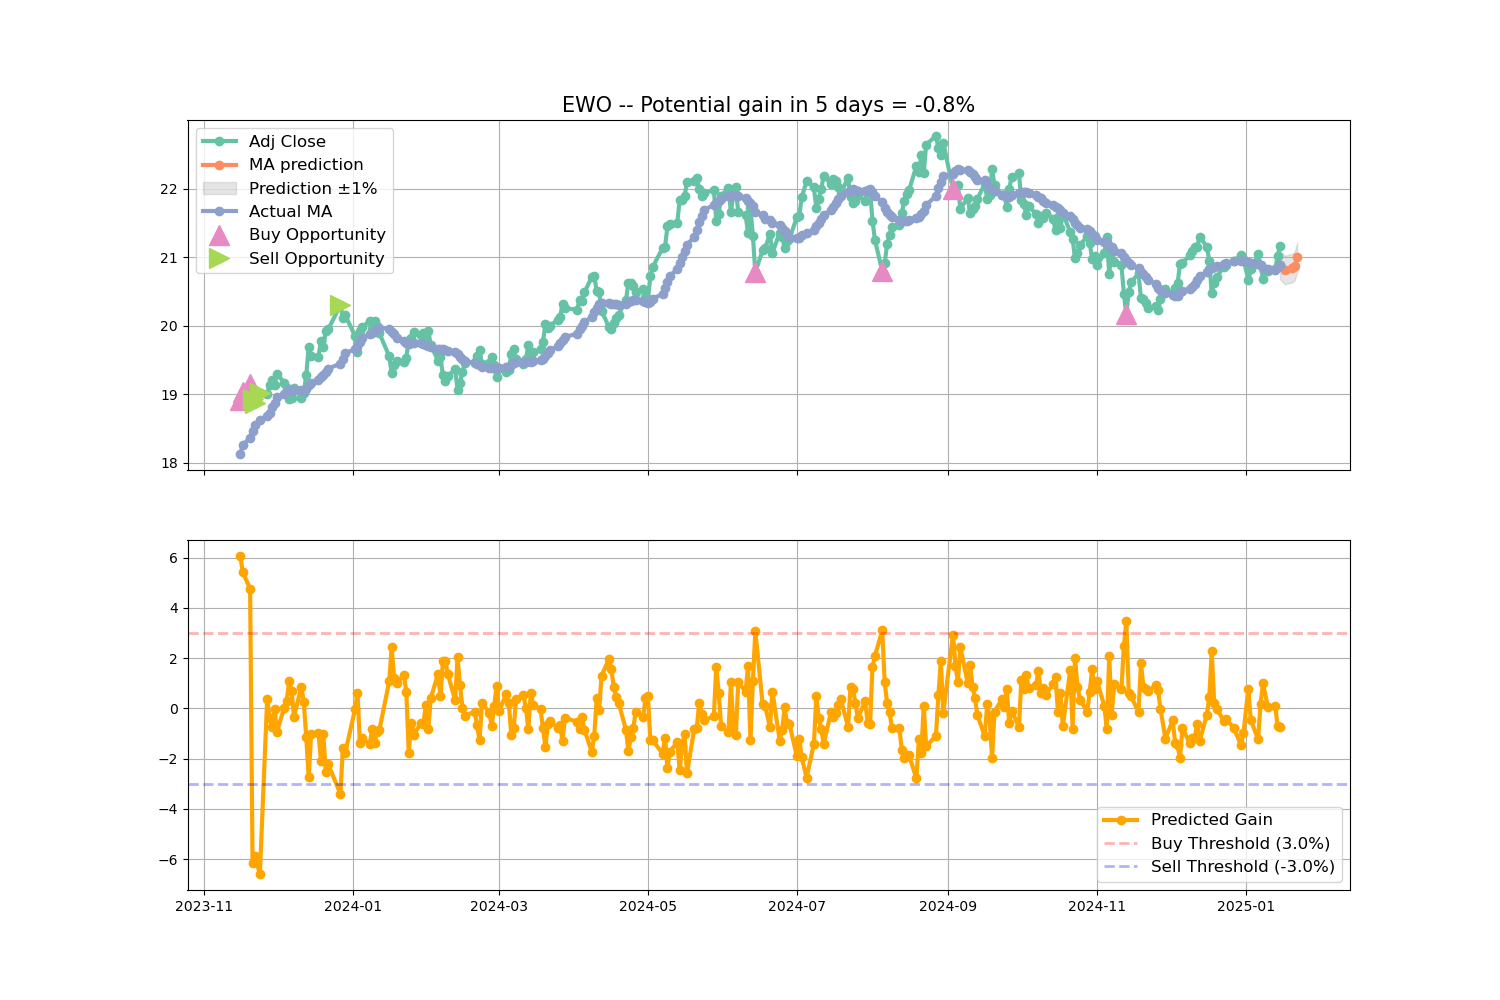 EWO -- Potential gain in 5 days = -0.8%
Adj Close
MA prediction
Prediction ±1%
Actual MA
Buy Opportunity
Sell Opportunity
22
21
20
19
18
6
4
2
0
−2
−4
−6
Predicted Gain
Buy Threshold (3.0%)
Sell Threshold (-3.0%)
2023-11 2024-01 2024-03 2024-05 2024-07 2024-09 2024-11 2025-01